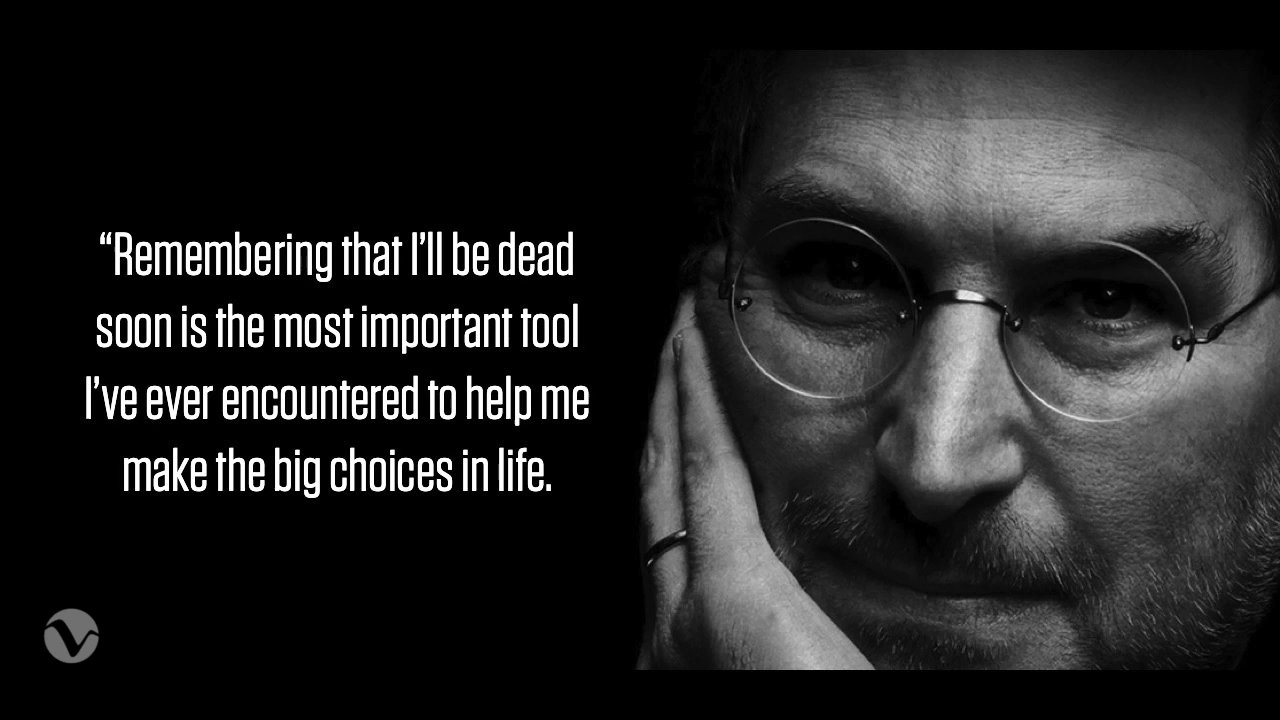 “Remembering that I’ll be dead
soon is the most important tool
I’ve ever encountered to help me
make the big choices in life.